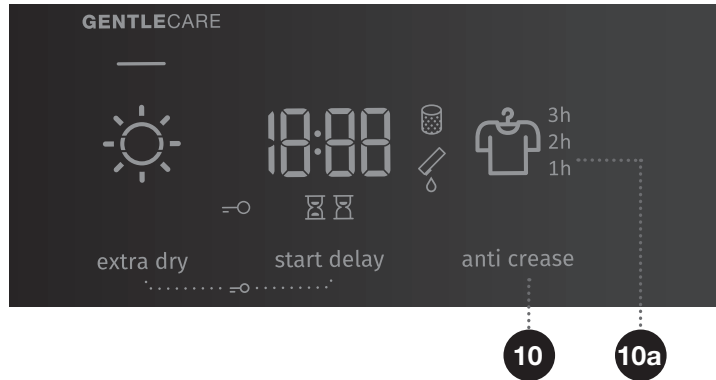 GENTLECARE
18:88
3h
2h
1h
extra dry
start delay
anti crease
10
10a